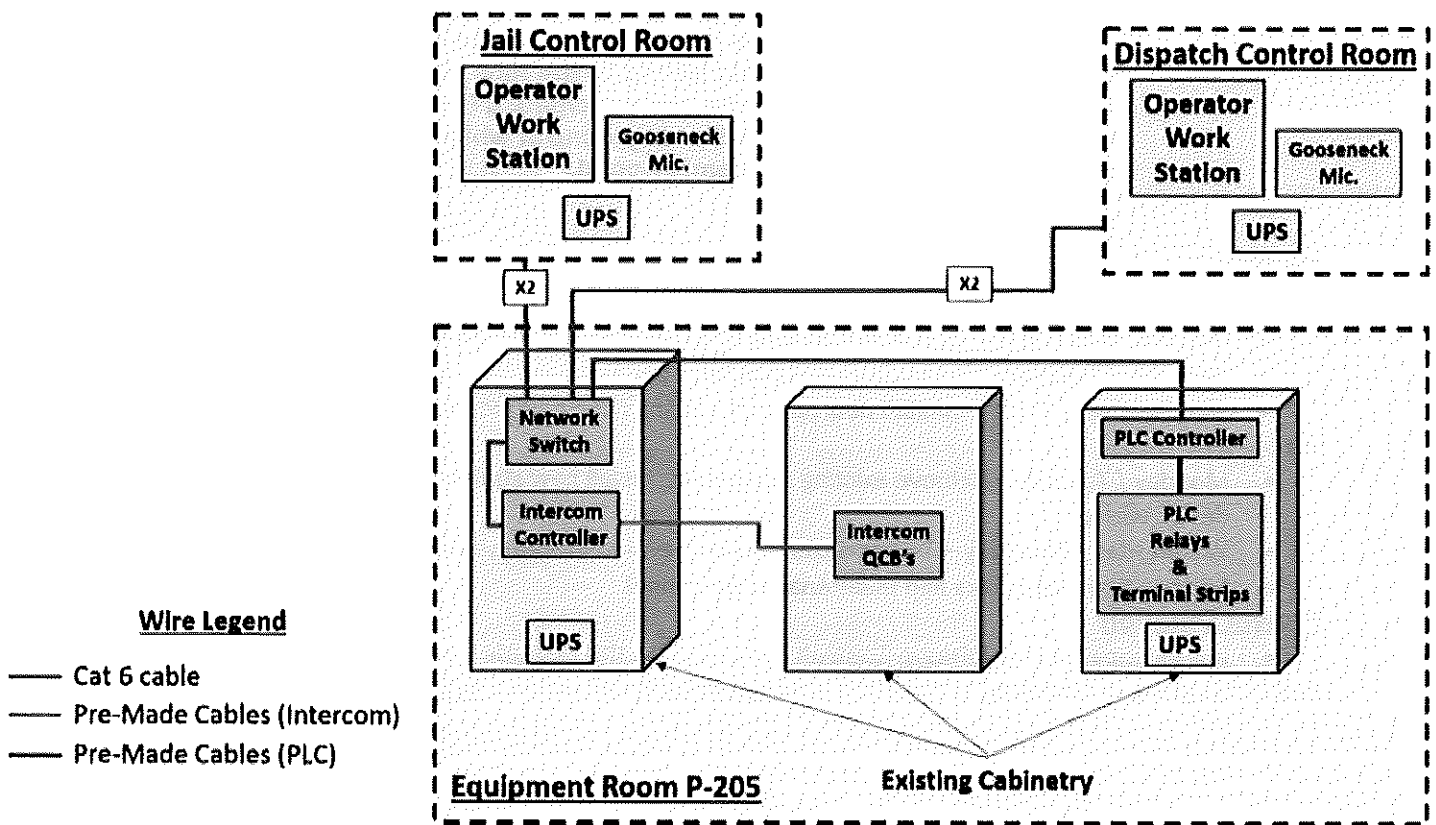 Jail Control Room
Operator
Work
Station
Gooseneck
Mic.
UPS
Dispatch Control Room
Operator
Work
Station
Gooseneck
Mic.
UPS
X2
X2
Network
Switch
Intercom
Controller
UPS
Intercom
QCB's
PLC Controller
PLC
Relays
&
Terminal Strips
UPS
Wire Legend
Cat 6 cable
Pre-Made Cables (Intercom)
Pre-Made Cables (PLC)
Existing Cabinetry
Equipment Room P-205